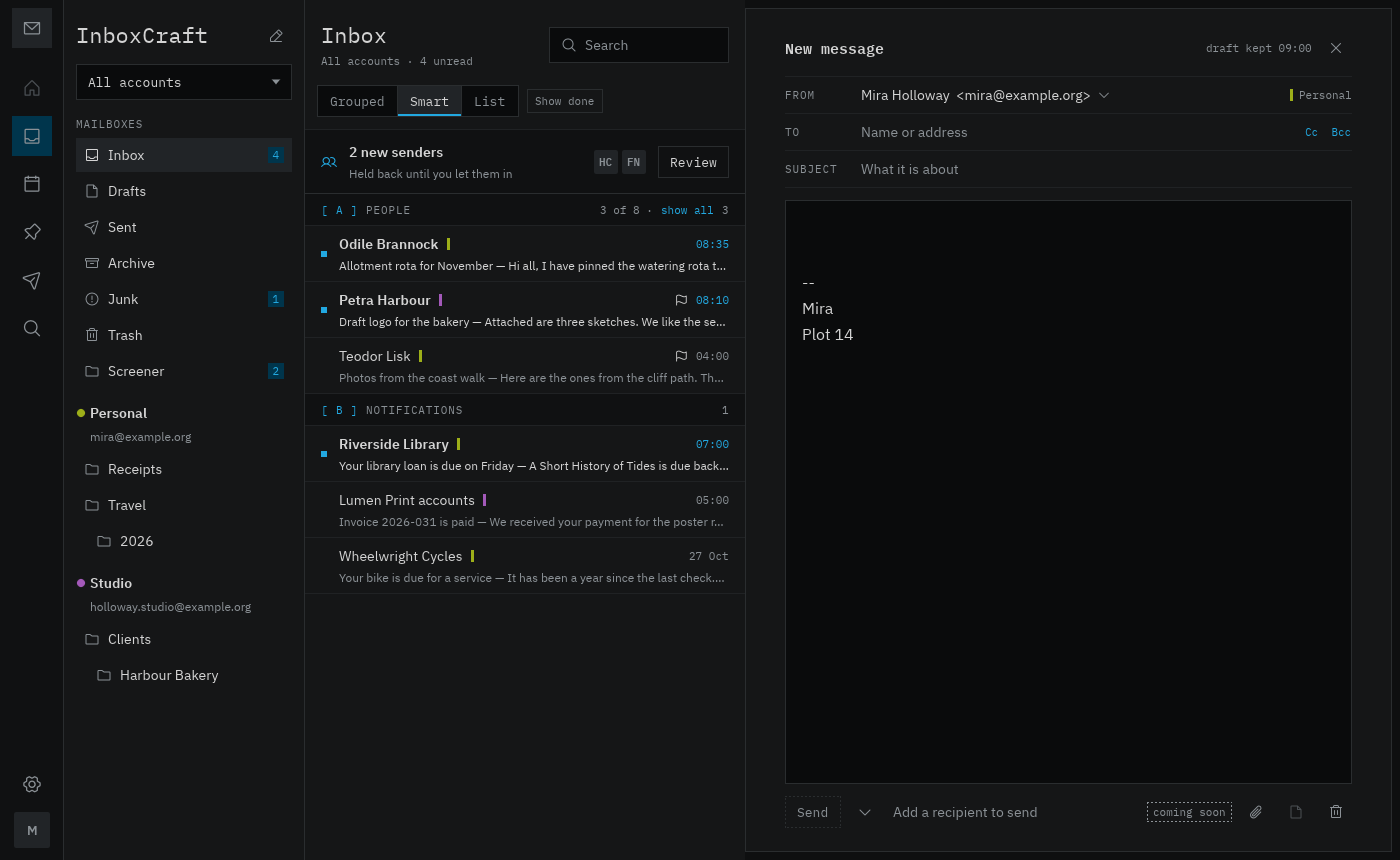 InboxCraft
All accounts
MAILBOXES
Inbox 4
Drafts
Sent
Archive
Junk 1
Trash
Screener 2
Personal
mira@example.org
Receipts
Travel
2026
Studio
holloway.studio@example.org
Clients
Harbour Bakery
M
Inbox
All accounts · 4 unread
Search
Grouped Smart List Show done
2 new senders
Held back until you let them in
HC FN Review
[ A ] PEOPLE 3 of 8 · show all 3
Odile Brannock 08:35
Allotment rota for November — Hi all, I have pinned the watering rota t...
Petra Harbour 08:10
Draft logo for the bakery — Attached are three sketches. We like the se...
Teodor Lisk 04:00
Photos from the coast walk — Here are the ones from the cliff path. Th...
[ B ] NOTIFICATIONS 1
Riverside Library 07:00
Your library loan is due on Friday — A Short History of Tides is due back...
Lumen Print accounts 05:00
Invoice 2026-031 is paid — We received your payment for the poster r...
Wheelwright Cycles 27 Oct
Your bike is due for a service — It has been a year since the last check....
New message draft kept 09:00
FROM Mira Holloway <mira@example.org> Personal
TO Name or address Cc Bcc
SUBJECT What it is about
--
Mira
Plot 14
Send Add a recipient to send coming soon